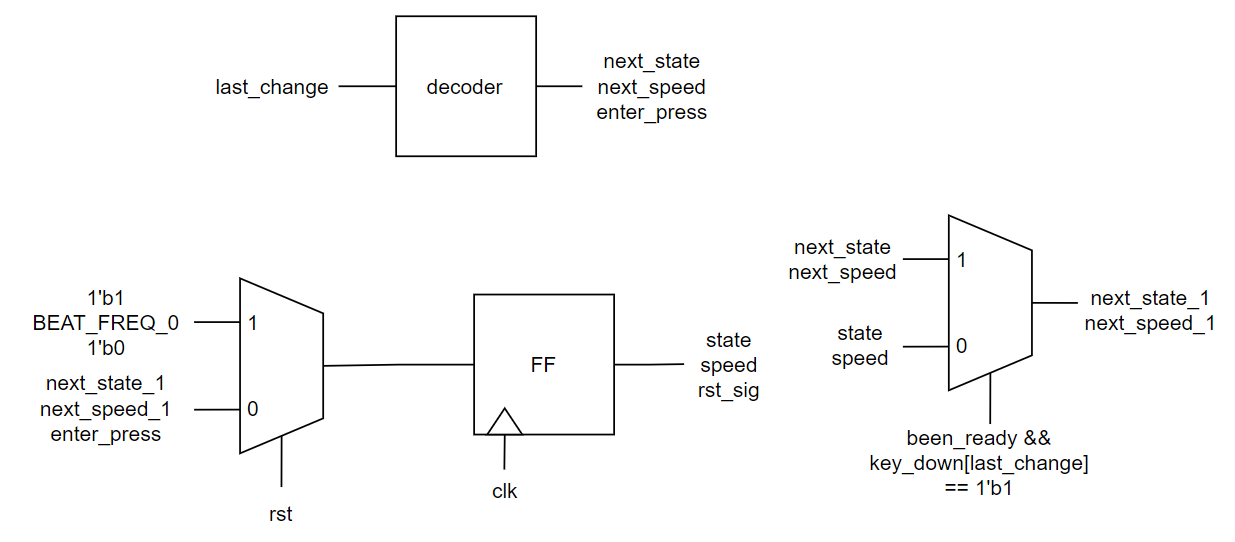 last_change
decoder
next_state
next_speed
enter_press
1'b1
BEAT_FREQ_0
1'b0
next_state_1
next_speed_1
enter_press
1
0
rst
FF
clk
state
speed
rst_sig
next_state
next_speed
state
speed
1
0
next_state_1
next_speed_1
been_ready &&
key_down[last_change]
== 1'b1